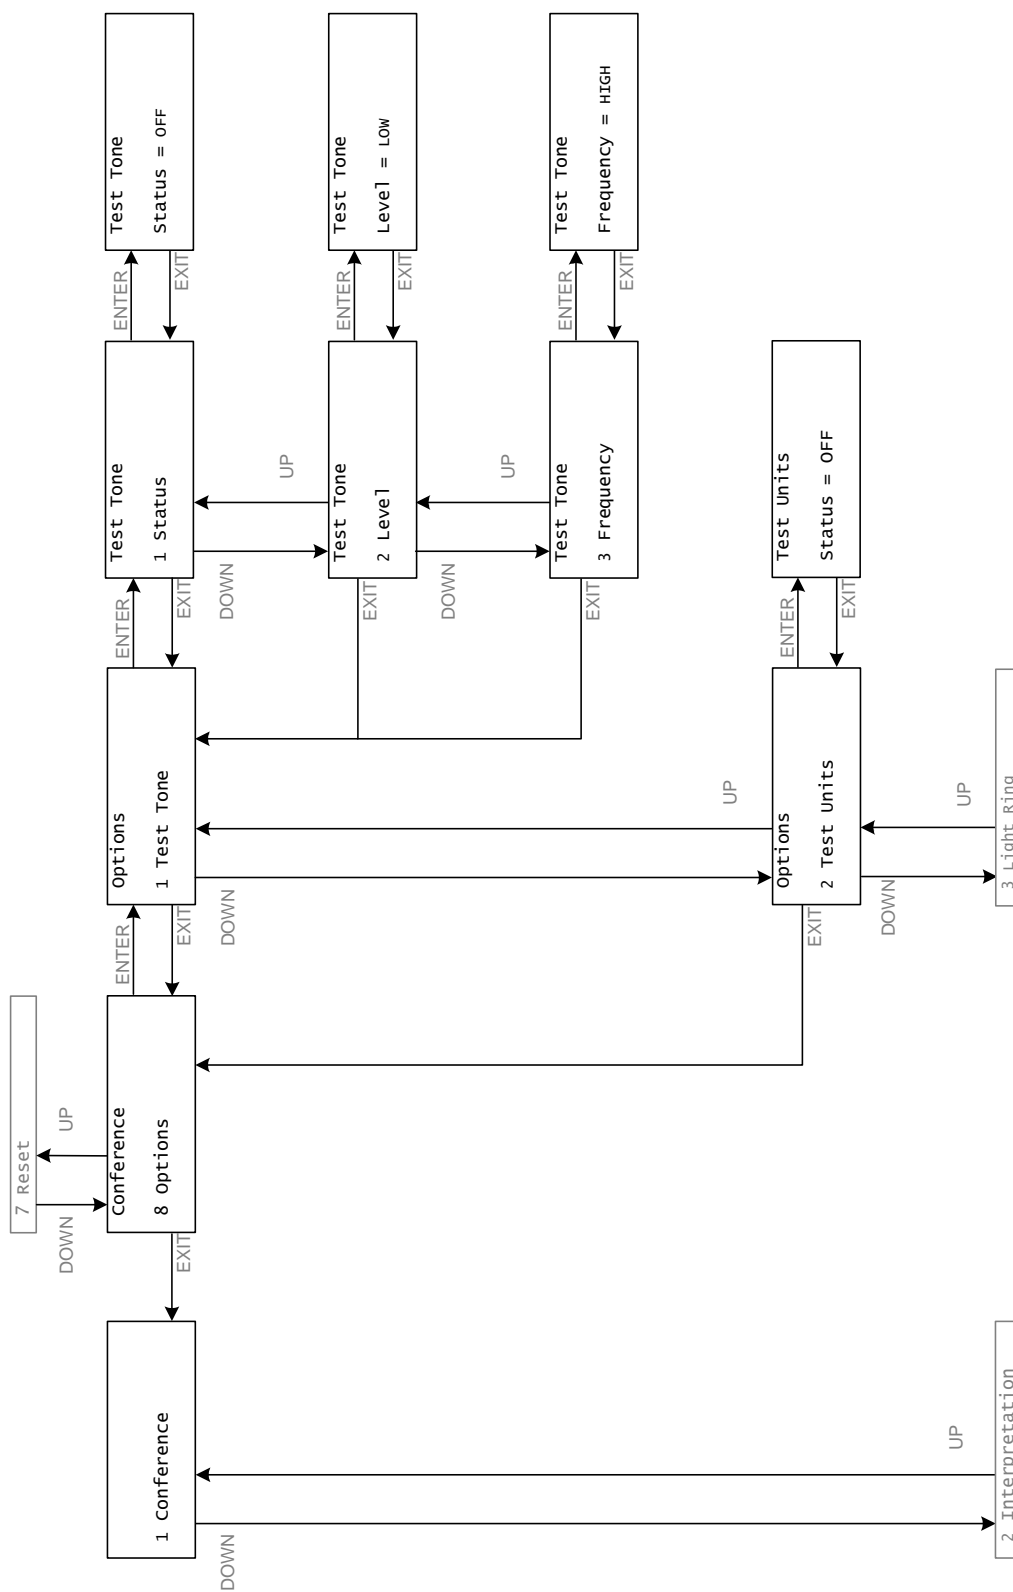 7 Reset
DOWN
UP
1 Conference
EXIT
Conference
8 Options
ENTER
EXIT
Options
1 Test Tone
ENTER
EXIT
Test Tone
1 Status
ENTER
EXIT
Test Tone
Status = OFF
DOWN
DOWN
DOWN
UP
EXIT
Test Tone
2 Level
ENTER
EXIT
Test Tone
Level = LOW
DOWN
UP
EXIT
Test Tone
3 Frequency
ENTER
EXIT
Test Tone
Frequency = HIGH
UP
EXIT
Options
2 Test Units
ENTER
EXIT
Test Units
Status = OFF
DOWN
UP
UP
2 Interpretation
3 Light Ring